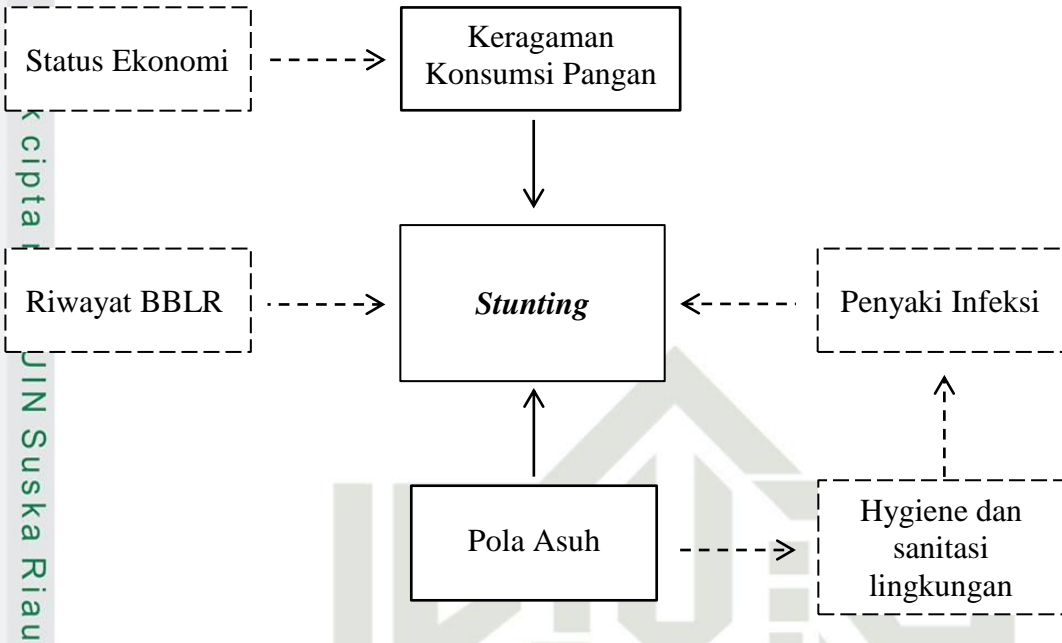 Status Ekonomi
Keragaman
Konsumsi Pangan
Riwayat BBLR
Stunting
Penyaki Infeksi
Pola Asuh
Hygiene dan
sanitasi
lingkungan
k cipta
UIN Suska Riau